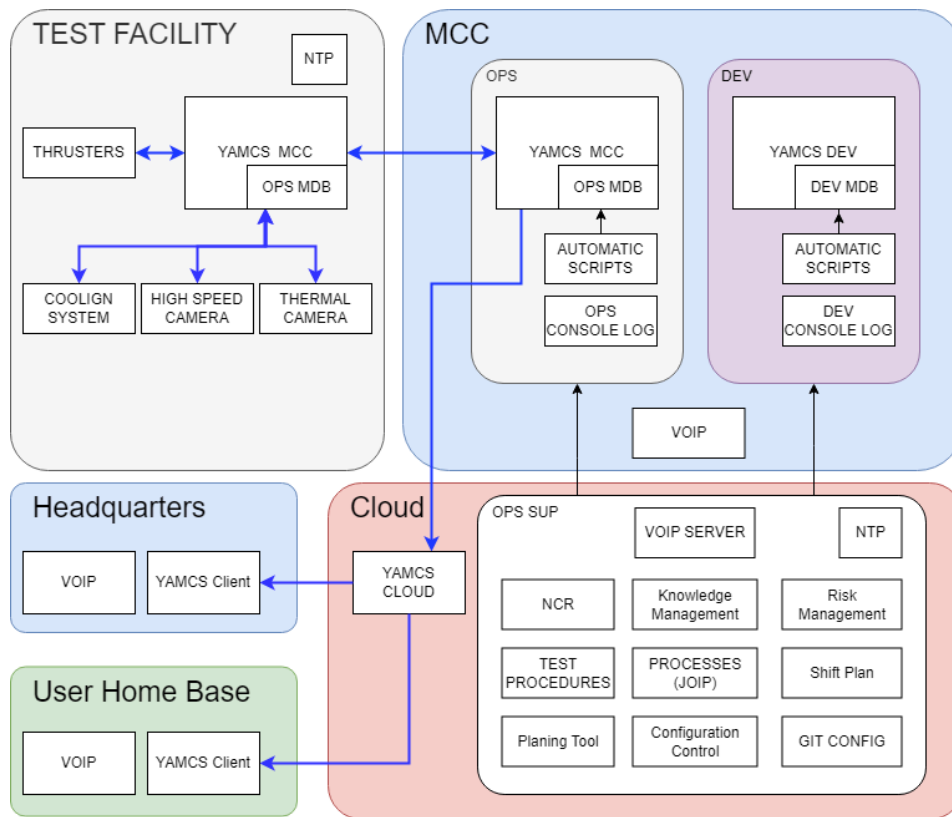 TEST FACILITY
NTP
THRUSTERS
YAMCS MCC
OPS MDB
COOLIGN
SYSTEM
HIGH SPEED
CAMERA
THERMAL
CAMERA
MCC
OPS
YAMCS MCC
OPS MDB
AUTOMATIC
SCRIPTS
OPS
CONSOLE LOG
DEV
YAMCS DEV
DEV MDB
AUTOMATIC
SCRIPTS
DEV
CONSOLE LOG
VOIP
Headquarters
VOIP
YAMCS Client
User Home Base
VOIP
YAMCS Client
Cloud
YAMCS
CLOUD
OPS SUP
VOIP SERVER
NTP
NCR
Knowledge
Management
Risk
Management
TEST
PROCEDURES
PROCESSES
(JOIP)
Shift Plan
Planing Tool
Configuration
Control
GIT CONFIG